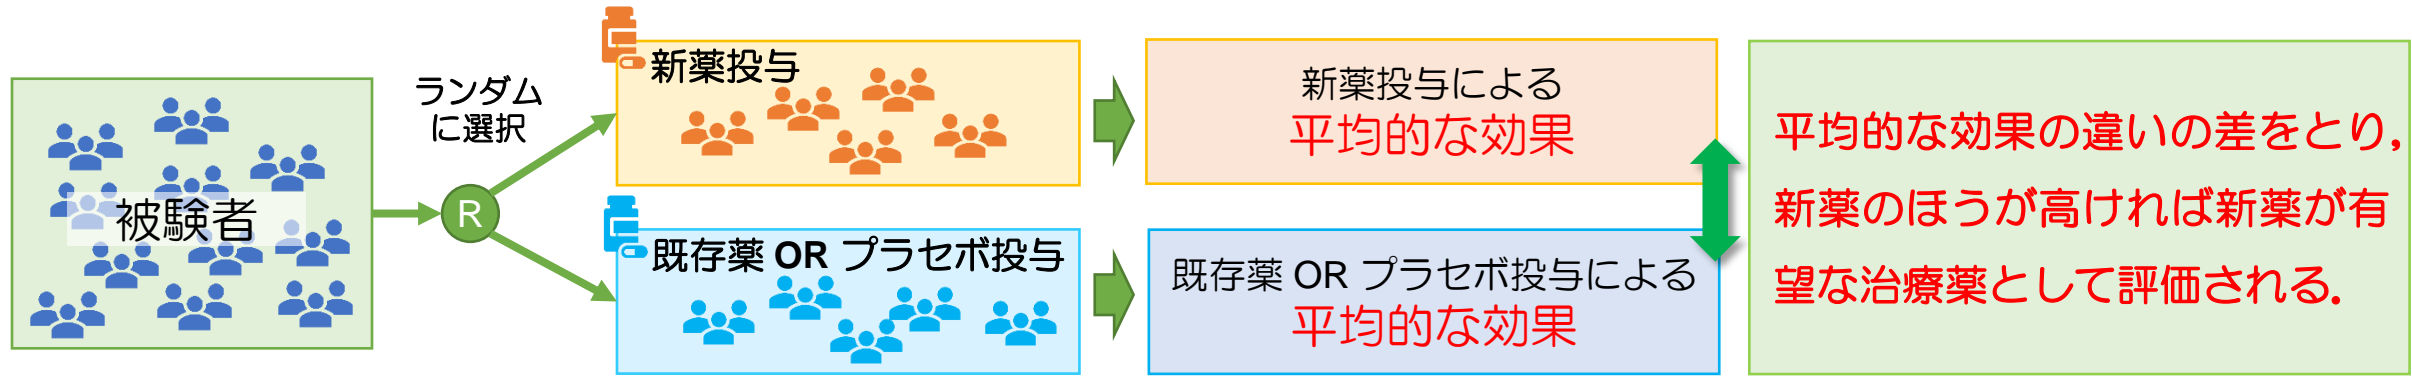 被験者
ランダム
に選択
R
新薬投与
既存薬 OR プラセボ投与
新薬投与による
平均的な効果
既存薬 OR プラセボ投与による
平均的な効果
平均的な効果の違いの差をとり，
新薬のほうが高ければ新薬が有
望な治療薬として評価される．